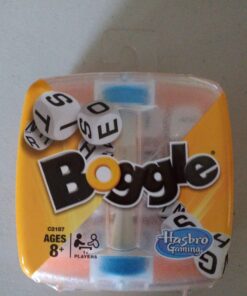 S
I
T
O
E
Boggle
C2187
AGES
8+
1+
PLAYERS
Hasbro
Gaming
G